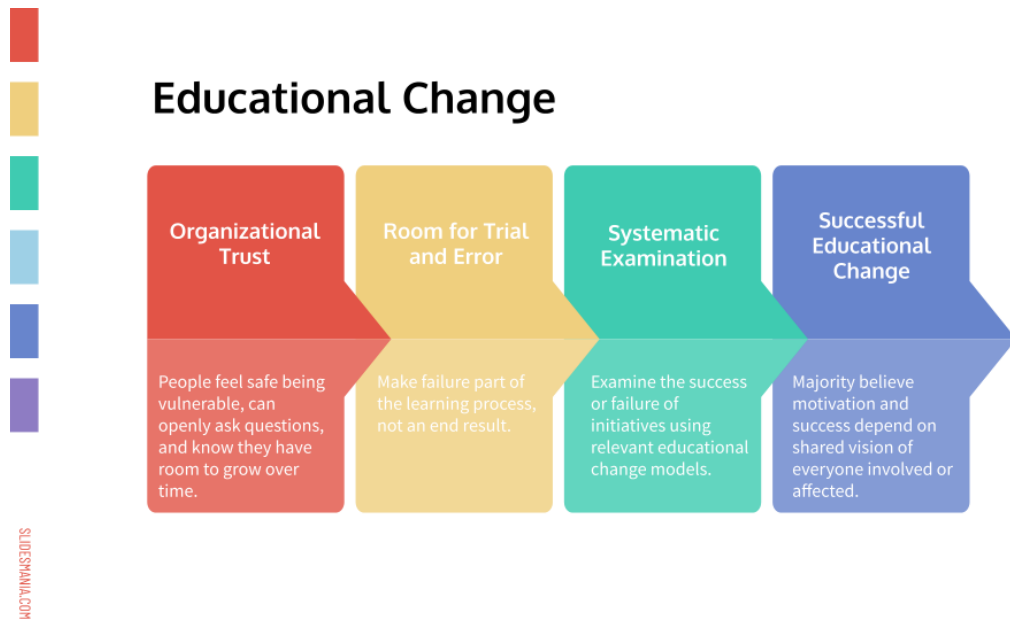 Educational Change
Organizational
Trust
People feel safe being
vulnerable, can
openly ask questions,
and know they have
room to grow over
time.
Room for Trial
and Error
Make failure part of
the learning process,
not an end result.
Systematic
Examination
Examine the success
or failure of
initiatives using
relevant educational
change models.
Successful
Educational
Change
Majority believe
motivation and
success depend on
shared vision of
everyone involved or
affected.
SLIDESMANIA.COM